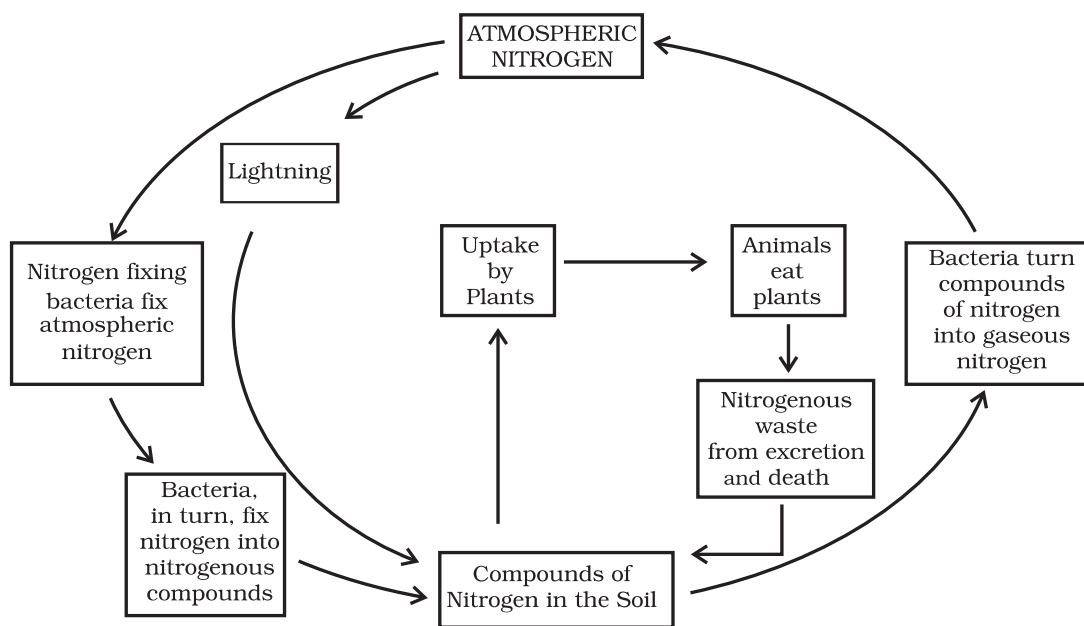 ATMOSPHERIC
NITROGEN
Lightning
Nitrogen fixing
bacteria fix
atmospheric
nitrogen
Bacteria,
in turn, fix
nitrogen into
nitrogenous
compounds
Uptake
by
Plants
Animals
eat
plants
Nitrogenous
waste
from excretion
and death
Compounds of
Nitrogen in the Soil
Bacteria turn
compounds
of nitrogen
into gaseous
nitrogen